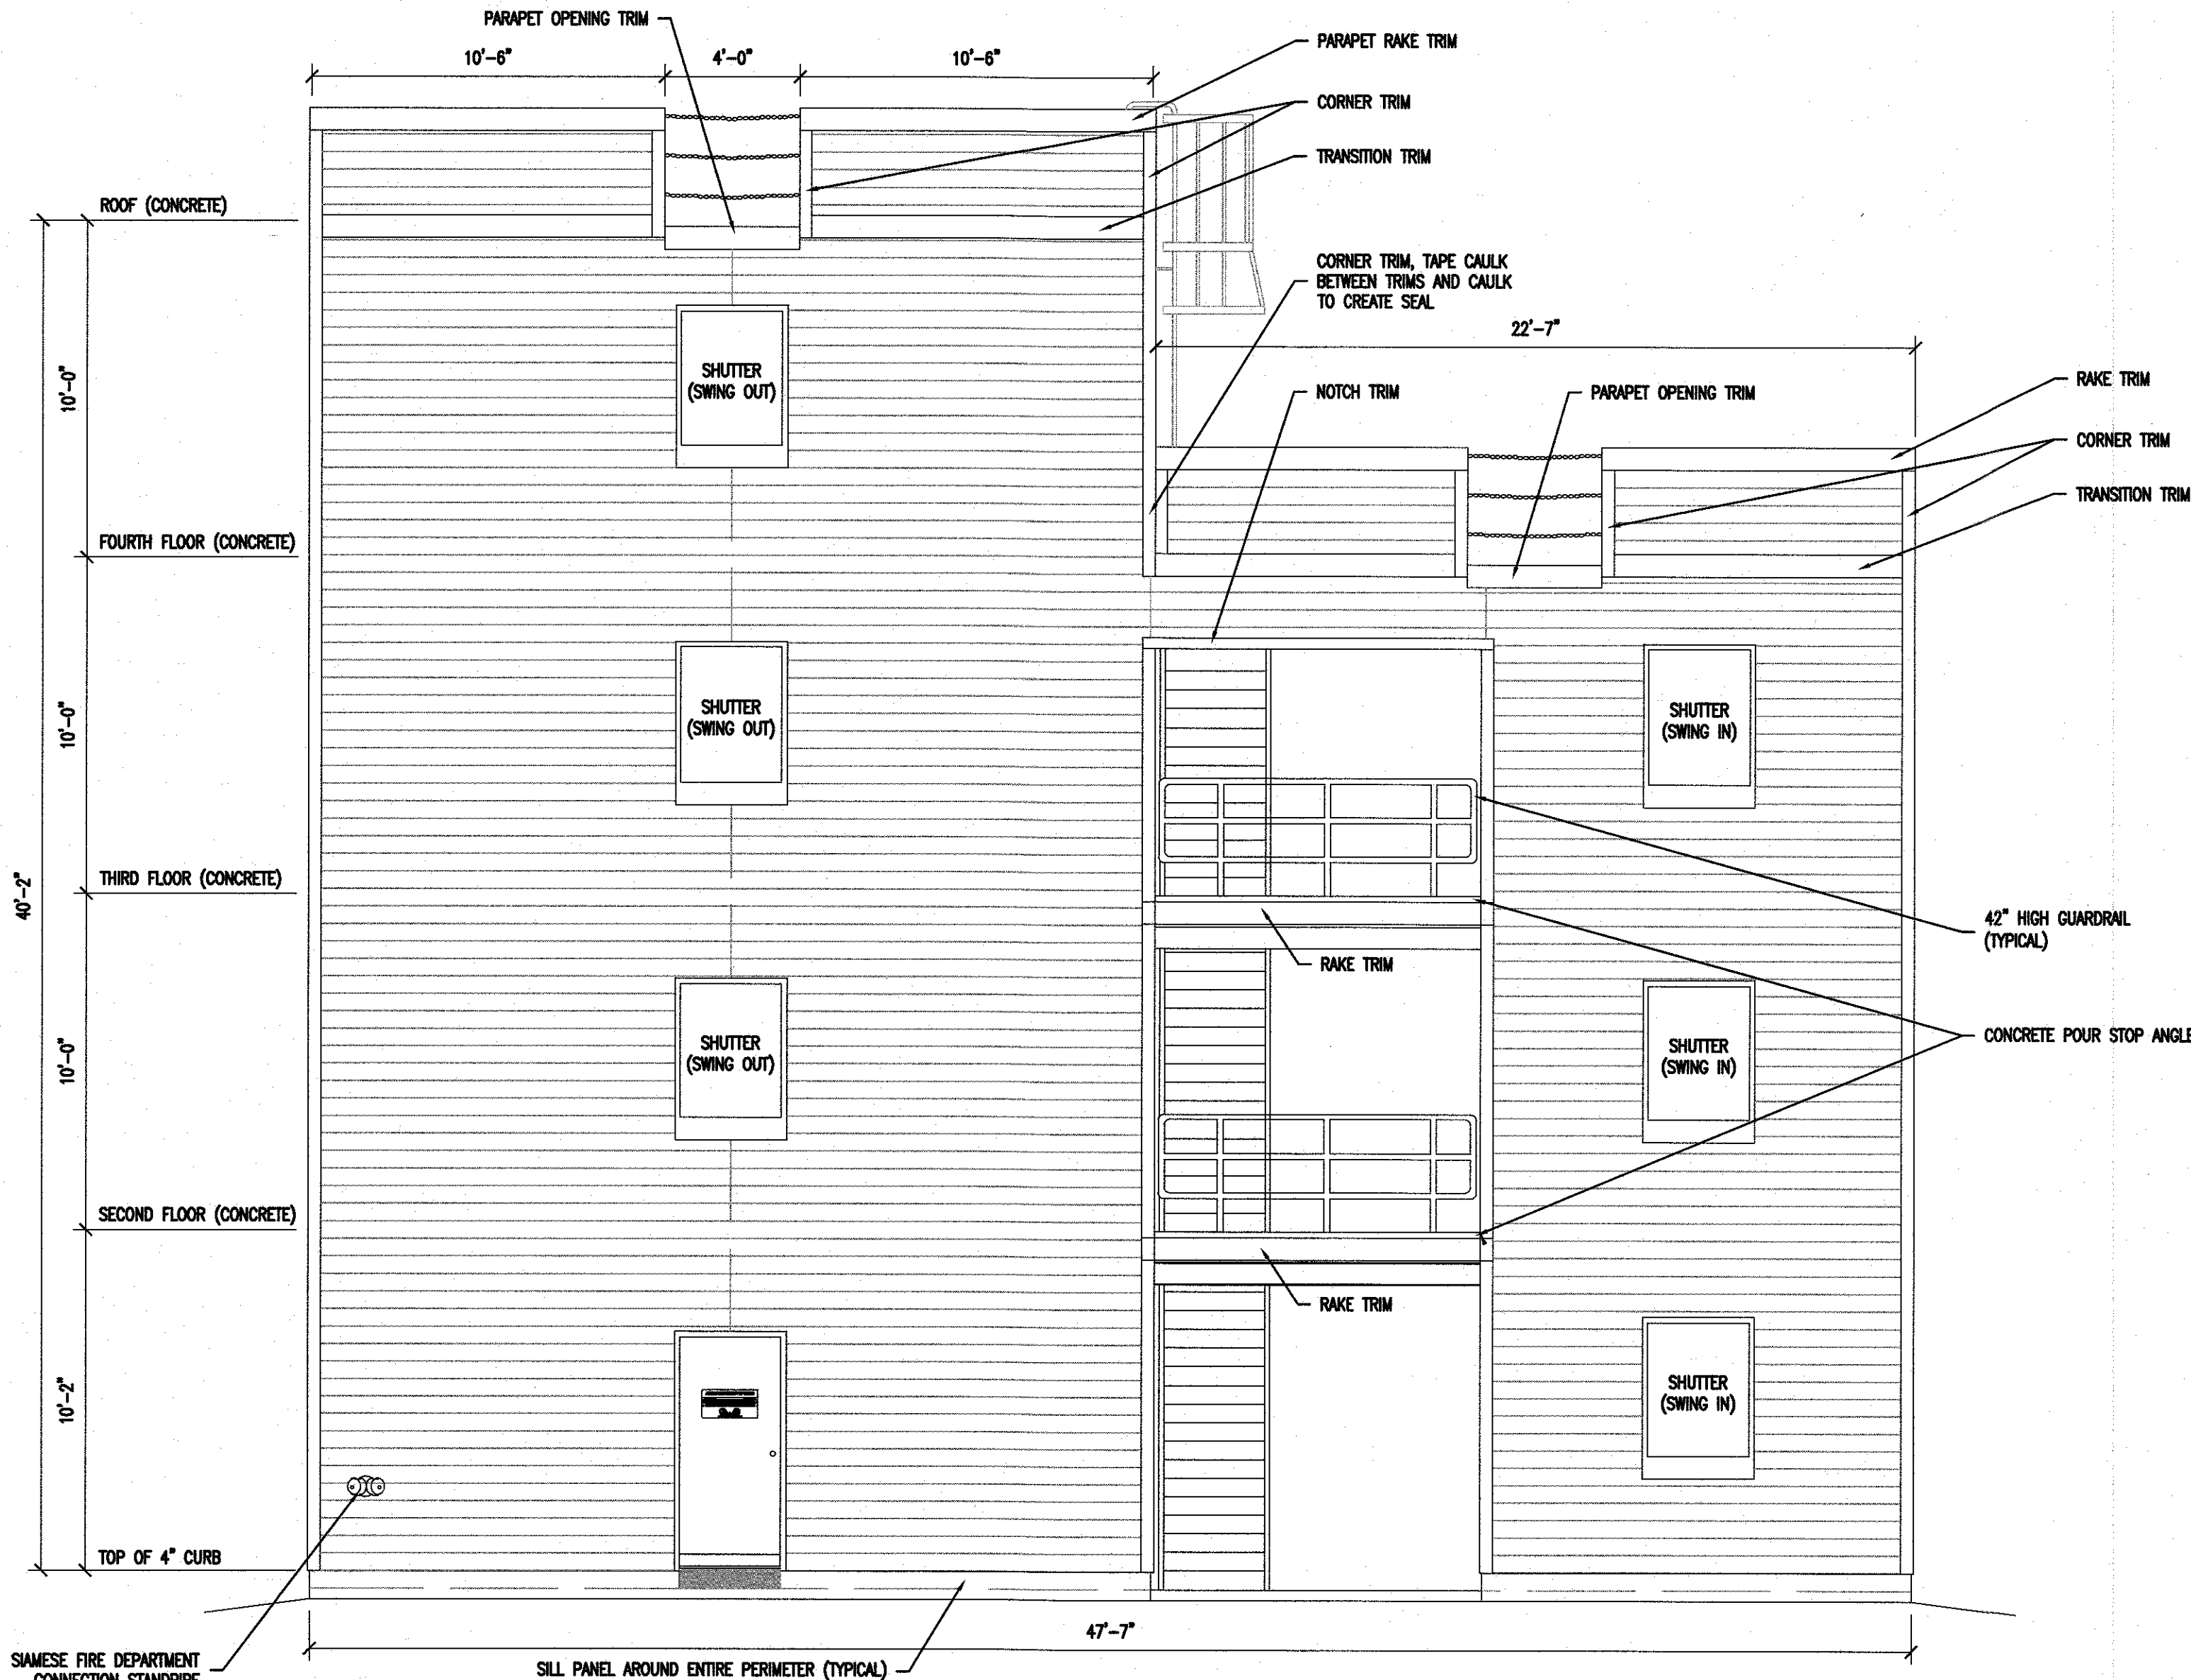 PARAPET OPENING TRIM
10'-6"
4'-0"
10'-6"
PARAPET RAKE TRIM
CORNER TRIM
TRANSITION TRIM
ROOF (CONCRETE)
CORNER TRIM, TAPE CAULK
BETWEEN TRIMS AND CAULK
TO CREATE SEAL
22'-7"
10'-0"
SHUTTER
(SWING OUT)
NOTCH TRIM
PARAPET OPENING TRIM
RAKE TRIM
CORNER TRIM
TRANSITION TRIM
FOURTH FLOOR (CONCRETE)
10'-0"
SHUTTER
(SWING OUT)
SHUTTER
(SWING IN)
40'-2"
THIRD FLOOR (CONCRETE)
42" HIGH GUARDRAIL
(TYPICAL)
RAKE TRIM
10'-0"
SHUTTER
(SWING OUT)
SHUTTER
(SWING IN)
CONCRETE POUR STOP ANGLE
SECOND FLOOR (CONCRETE)
RAKE TRIM
10'-2"
SHUTTER
(SWING IN)
TOP OF 4" CURB
47'-7"
SIAMESE FIRE DEPARTMENT
CONNECTION STANDPIPE
SILL PANEL AROUND ENTIRE PERIMETER (TYPICAL)